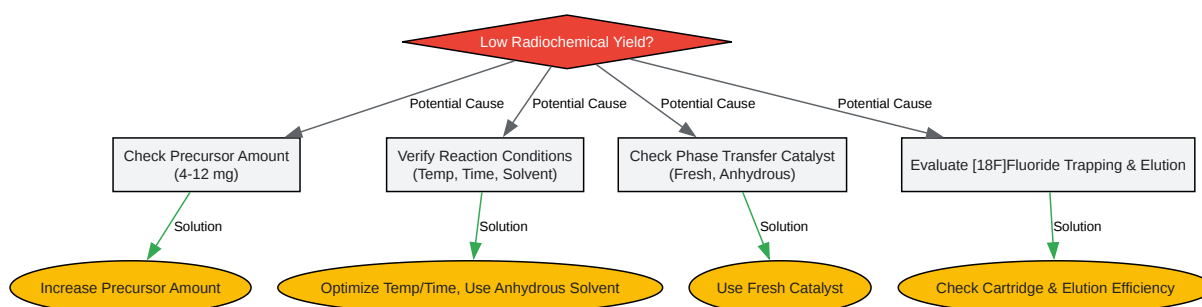 Low Radiochemical Yield?
Potential Cause
Potential Cause
Potential Cause
Potential Cause
Check Precursor Amount
(4-12 mg)
Verify Reaction Conditions
(Temp, Time, Solvent)
Check Phase Transfer Catalyst
(Fresh, Anhydrous)
Evaluate [18F]Fluoride Trapping & Elution
Solution
Solution
Solution
Solution
Increase Precursor Amount
Optimize Temp/Time, Use Anhydrous Solvent
Use Fresh Catalyst
Check Cartridge & Elution Efficiency